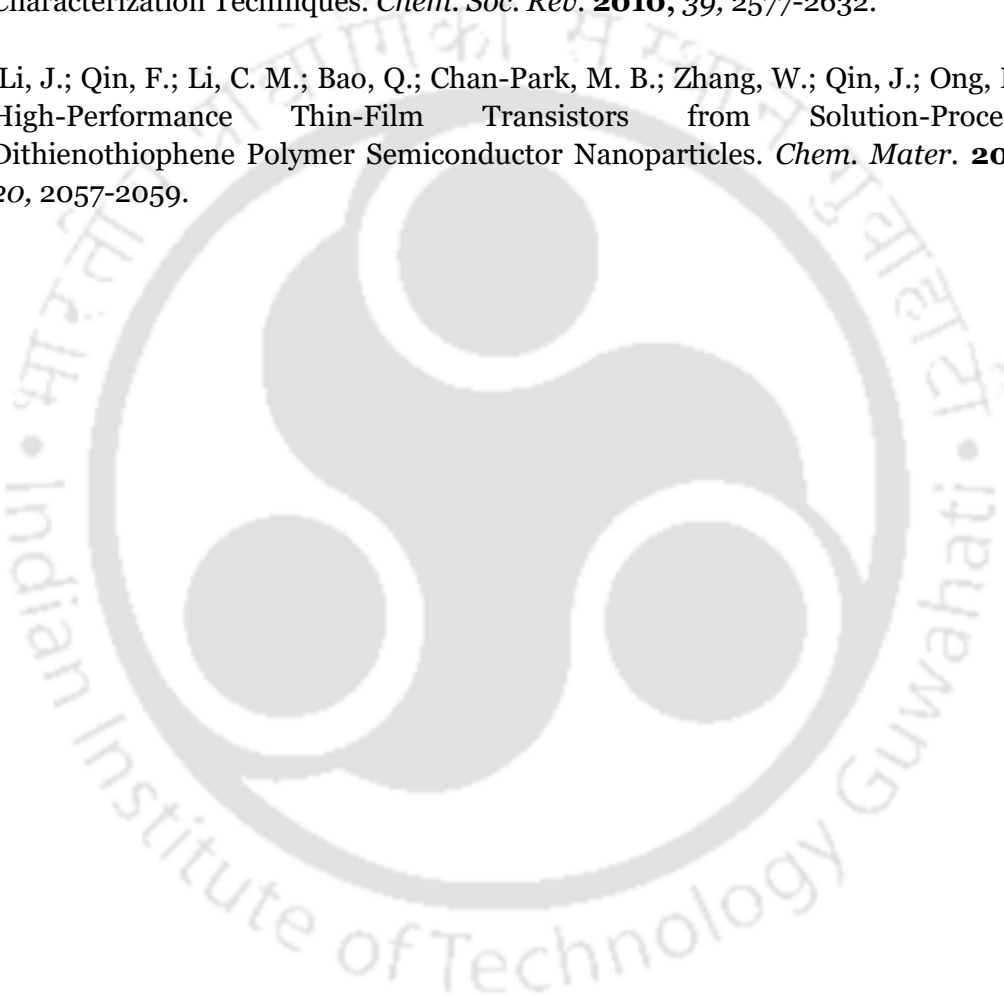 Characterization Techniques. Chem. Soc. Rev. 2010, 39, 2577-2632.
Li, J.; Qin, F.; Li, C. M.; Bao, Q.; Chan-Park, M. B.; Zhang, W.; Qin, J.; Ong,
High-Performance Thin-Film Transistors from Solution-Proce
Dithienothiophene Polymer Semiconductor Nanoparticles. Chem. Mater. 20
20, 2057-2059.
भारतीय गुवाहाटी
Indian Institute of Technology Guwahati